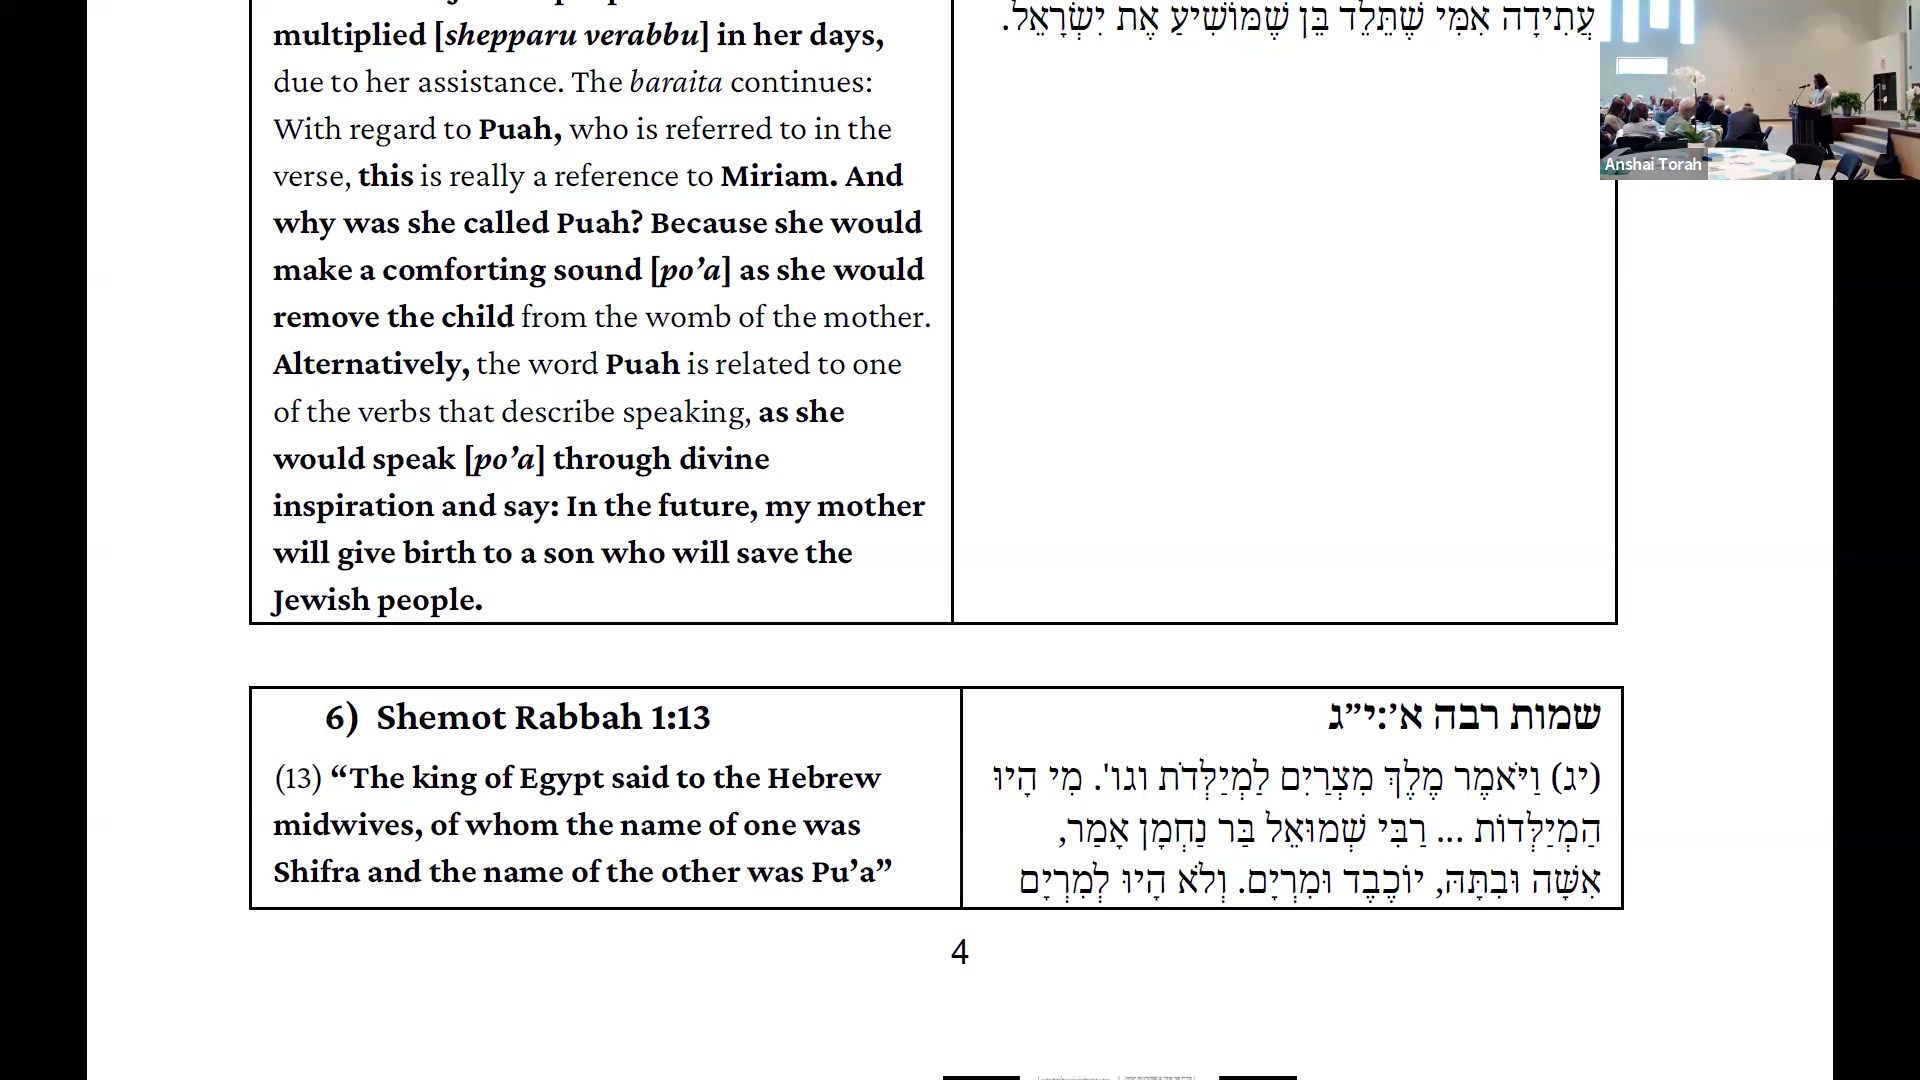 multiplied [shepparu verabbu] in her days,
due to her assistance. The baraita continues:
With regard to Puah, who is referred to in the
verse, this is really a reference to Miriam. And
why was she called Puah? Because she would
make a comforting sound [po’a] as she would
remove the child from the womb of the mother.
Alternatively, the word Puah is related to one
of the verbs that describe speaking, as she
would speak [po’a] through divine
inspiration and say: In the future, my mother
will give birth to a son who will save the
Jewish people.
עֲתִידָה אִמִּי שֶׁתֵּלֵד בֵּן שֶׁמּוֹשִׁיעַ אֶת יִשְׂרָאֵל.
Anshai Torah
6) Shemot Rabbah 1:13
(13) “The king of Egypt said to the Hebrew
midwives, of whom the name of one was
Shifra and the name of the other was Pu’a”
שמות רבה א׳:י״ג
(יג) וַיֹּאמֶר מֶלֶךְ מִצְרַיִם לַמְיַלְּדֹת וגו'. מִי הָיוּ
הַמְיַלְּדוֹת ... רַבִּי שְׁמוּאֵל בַּר נַחְמָן אָמַר,
אִשָּׁה וּבִתָּהּ, יוֹכֶבֶד וּמִרְיָם. וְלֹא הָיוּ לְמִרְיָם
4